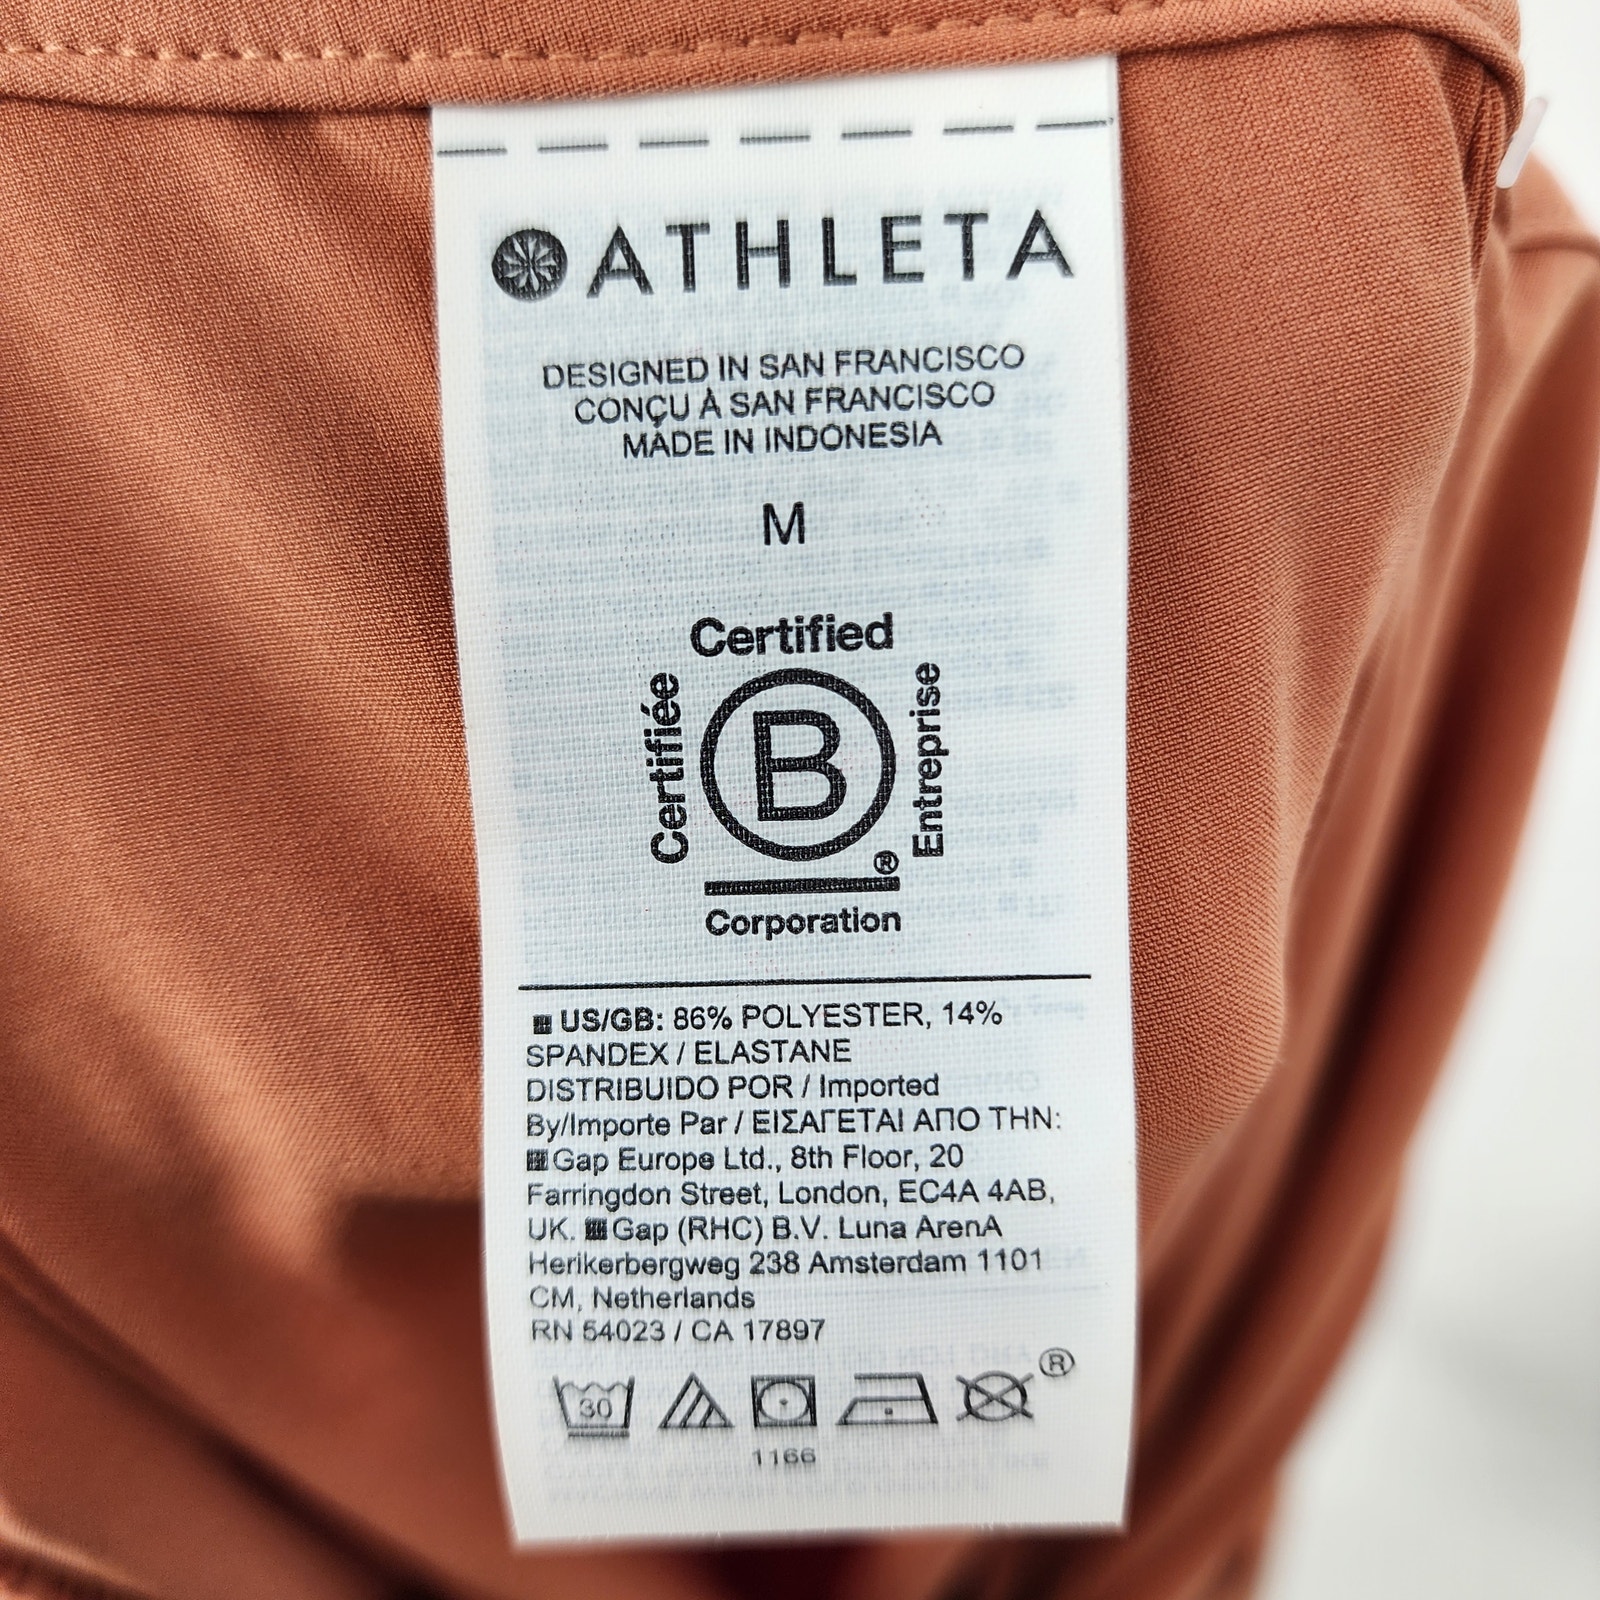 ATHLETA
DESIGNED IN SAN FRANCISCO
CONÇU À SAN FRANCISCO
MADE IN INDONESIA
M
Certified
Certifiée
B
Entreprise
®
Corporation
US/GB: 86% POLYESTER, 14%
SPANDEX / ELASTANE
DISTRIBUIDO POR / Imported
By/Importe Par / ΕΙΣΑΓΕΤΑΙ ΑΠΟ ΤΗΝ:
Gap Europe Ltd., 8th Floor, 20
Farringdon Street, London, EC4A 4AB,
UK. Gap (RHC) B.V. Luna ArenA
Herikerbergweg 238 Amsterdam 1101
CM, Netherlands
RN 54023 / CA 17897
30
®
1166